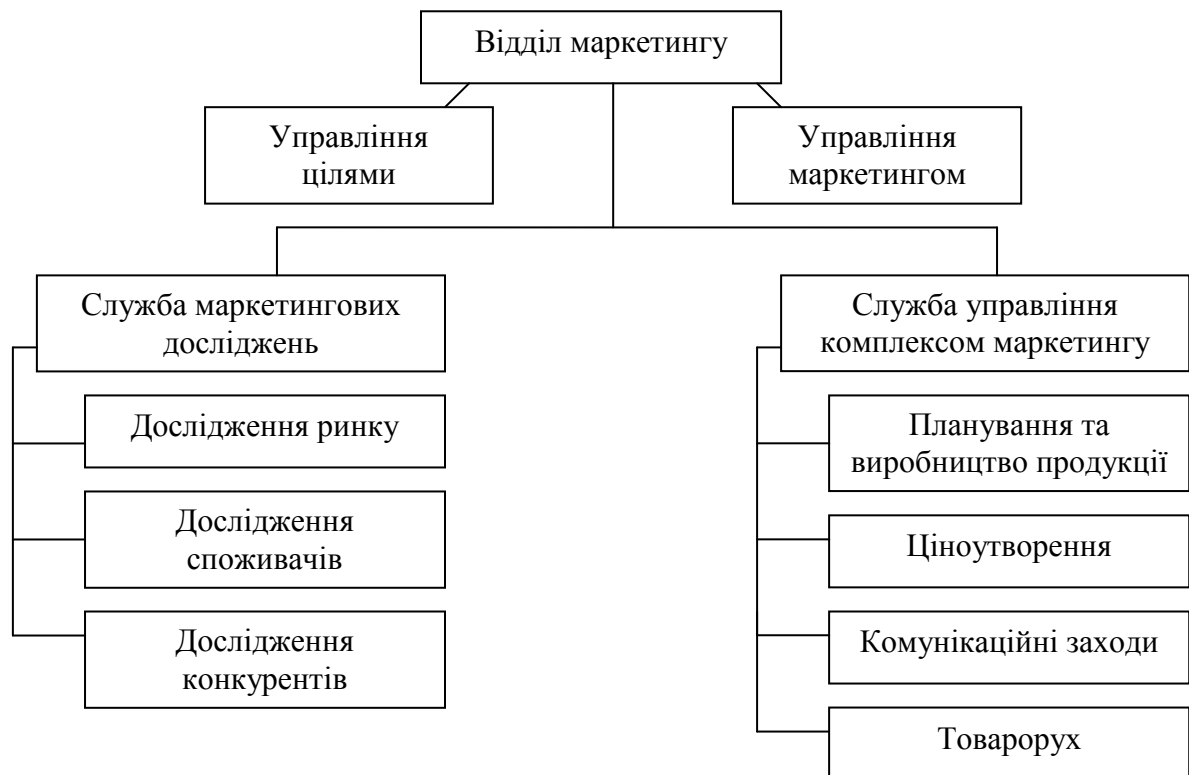 Відділ маркетингу
Управління
цілями
Управління
маркетингом
Служба маркетингових
досліджень
Служба управління
комплексом маркетингу
Дослідження ринку
Планування та
виробництво продукції
Дослідження
споживачів
Ціноутворення
Дослідження
конкурентів
Комунікаційні заходи
Товарорух